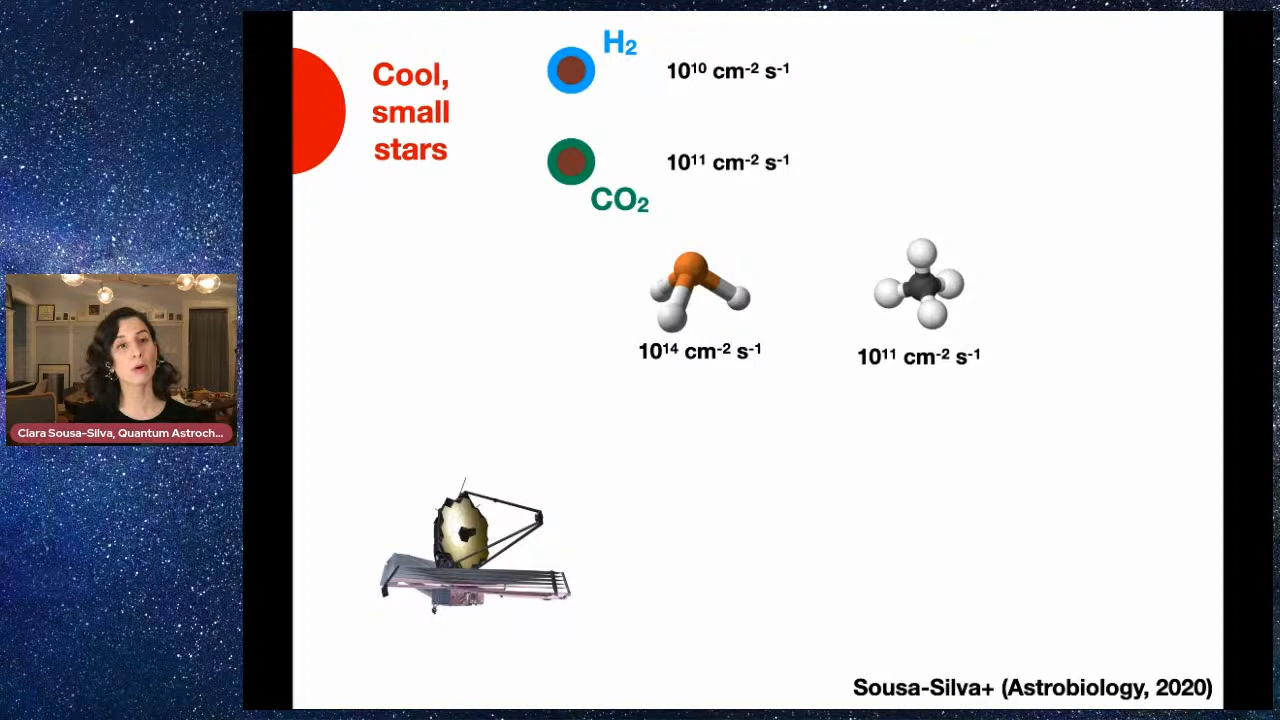 Cool,
small
stars
H₂
10¹⁰ cm⁻² s⁻¹
10¹¹ cm⁻² s⁻¹
CO₂
10¹⁴ cm⁻² s⁻¹
10¹¹ cm⁻² s⁻¹
Clara Sousa-Silva, Quantum Astroch...
Sousa-Silva+ (Astrobiology, 2020)